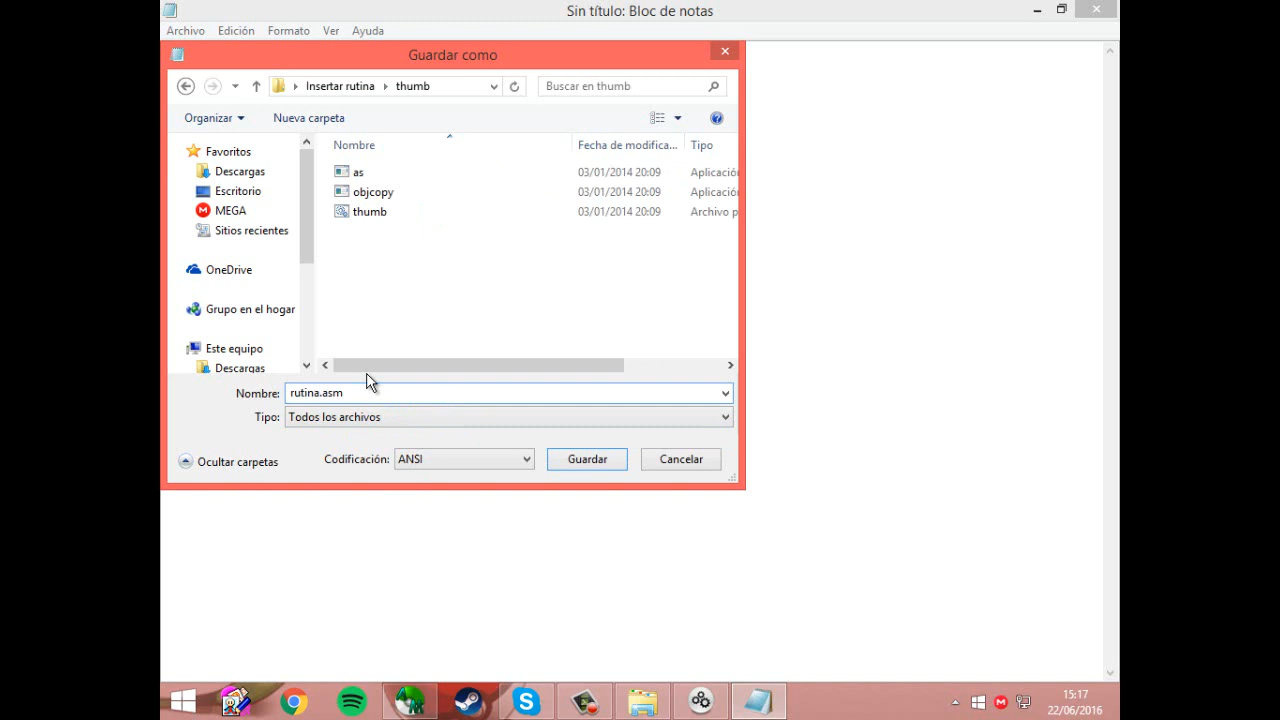 Sin título: Bloc de notas
Archivo Edición Formato Ver Ayuda
Guardar como
Insertar rutina thumb
Buscar en thumb
Organizar Nueva carpeta
Nombre Fecha de modifica... Tipo
Favoritos
Descargas
Escritorio
MEGA
Sitios recientes
OneDrive
Grupo en el hogar
Este equipo
Descargas
as 03/01/2014 20:09 Aplicació
objcopy 03/01/2014 20:09 Aplicació
thumb 03/01/2014 20:09 Archivo p
Nombre: rutina.asm
Tipo: Todos los archivos
Ocultar carpetas Codificación: ANSI Guardar Cancelar
15:17
22/06/2016